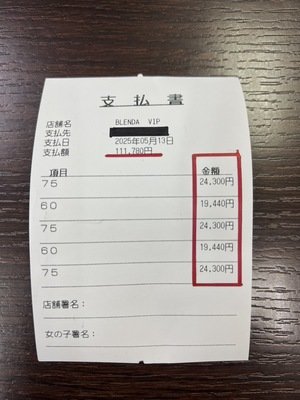 支払書
店舗名 BLENDA VIP
支払先
支払日 2025年05月13日
支払額 111,780円
項目 金額
75 24,300円
60 19,440円
75 24,300円
60 19,440円
75 24,300円
店舗署名：
女の子署名：